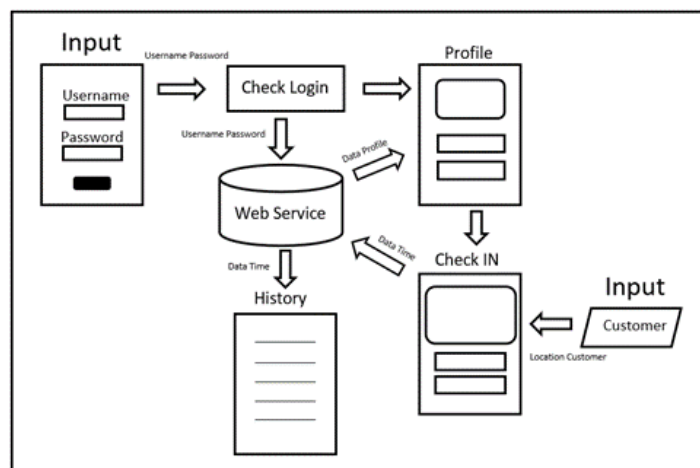 Input
Username Password
Profile
Username
Password
Check Login
Username Password
Data Profile
Web Service
Data Time
Data Time
Check IN
Input
History
Customer
Location Customer